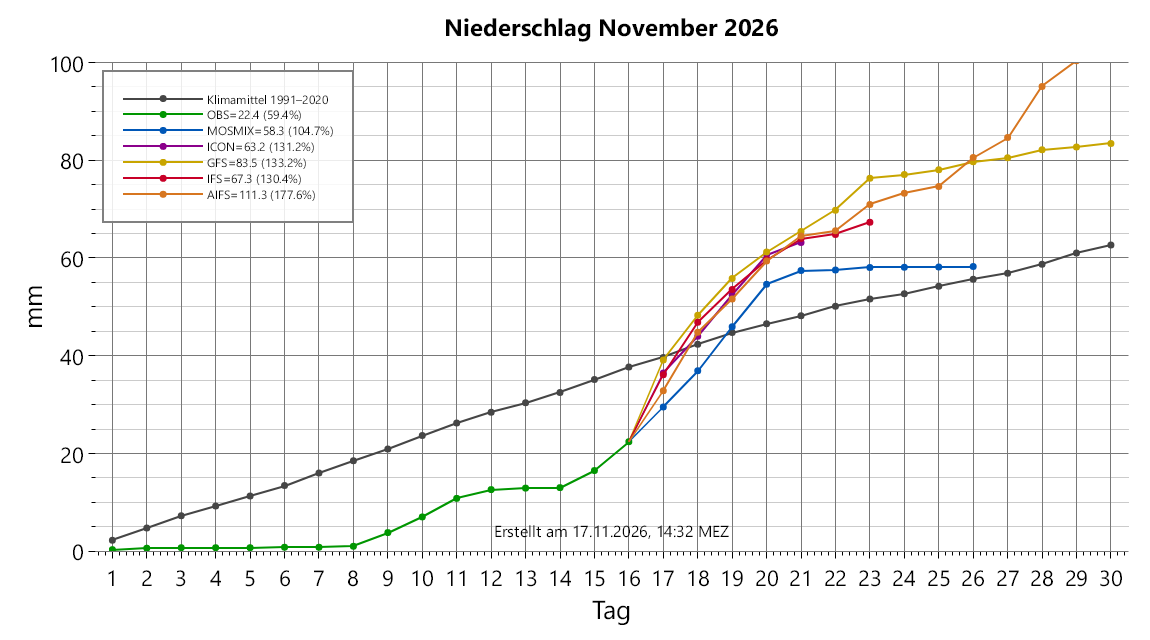 Niederschlag November 2026
mm
100
80
60
40
20
0
Klimamittel 1991–2020
OBS=22.4 (59.4%)
MOSMIX=58.3 (104.7%)
ICON=63.2 (131.2%)
GFS=83.5 (133.2%)
IFS=67.3 (130.4%)
AIFS=111.3 (177.6%)
Erstellt am 17.11.2026, 14:32 MEZ
1 2 3 4 5 6 7 8 9 10 11 12 13 14 15 16 17 18 19 20 21 22 23 24 25 26 27 28 29 30
Tag